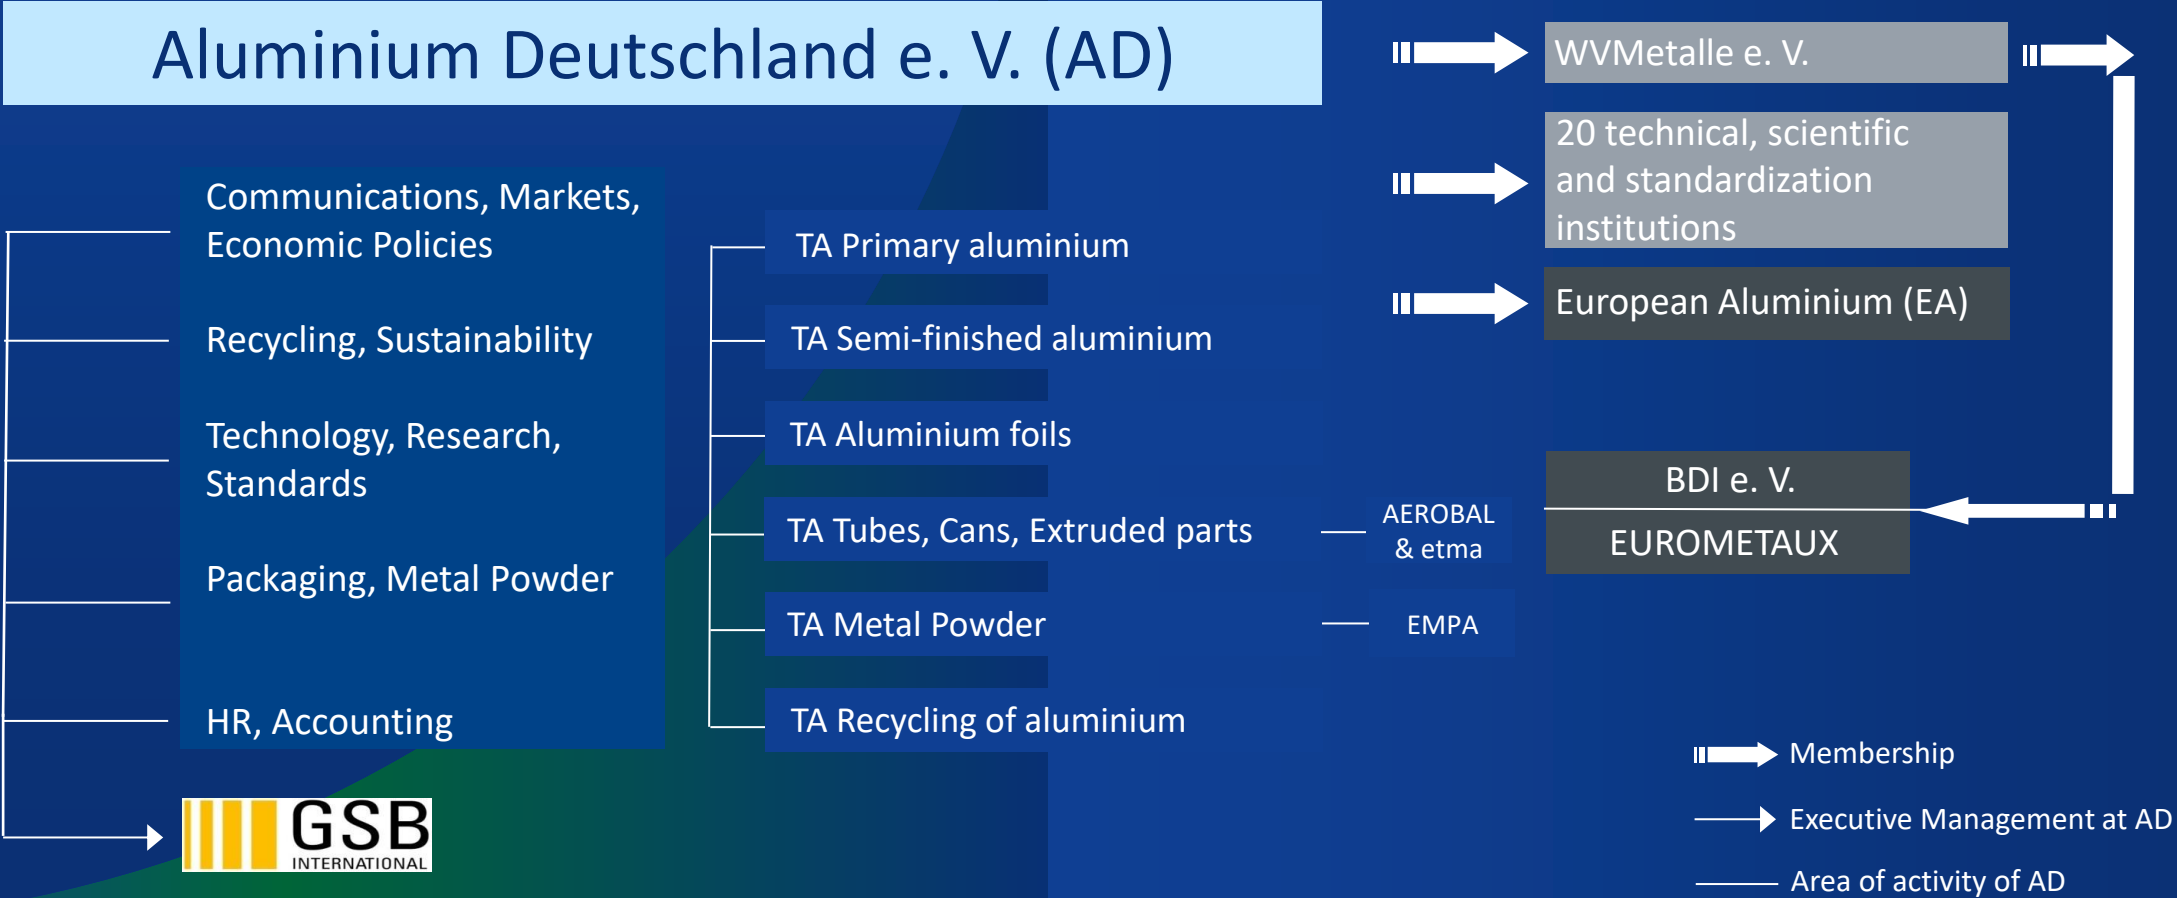 Aluminium Deutschland e. V. (AD)
Communications, Markets,
Economic Policies
Recycling, Sustainability
Technology, Research,
Standards
Packaging, Metal Powder
HR, Accounting
GSB
INTERNATIONAL
TA Primary aluminium
TA Semi-finished aluminium
TA Aluminium foils
TA Tubes, Cans, Extruded parts
TA Metal Powder
TA Recycling of aluminium
AEROBAL
& etma
EMPA
WVMetalle e. V.
20 technical, scientific
and standardization
institutions
European Aluminium (EA)
BDI e. V.
EUROMETAUX
Membership
Executive Management at AD
Area of activity of AD